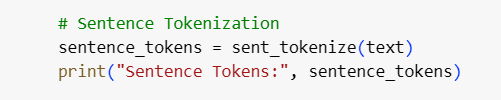 # Sentence Tokenization
sentence_tokens = sent_tokenize(text)
print("Sentence Tokens:", sentence_tokens)